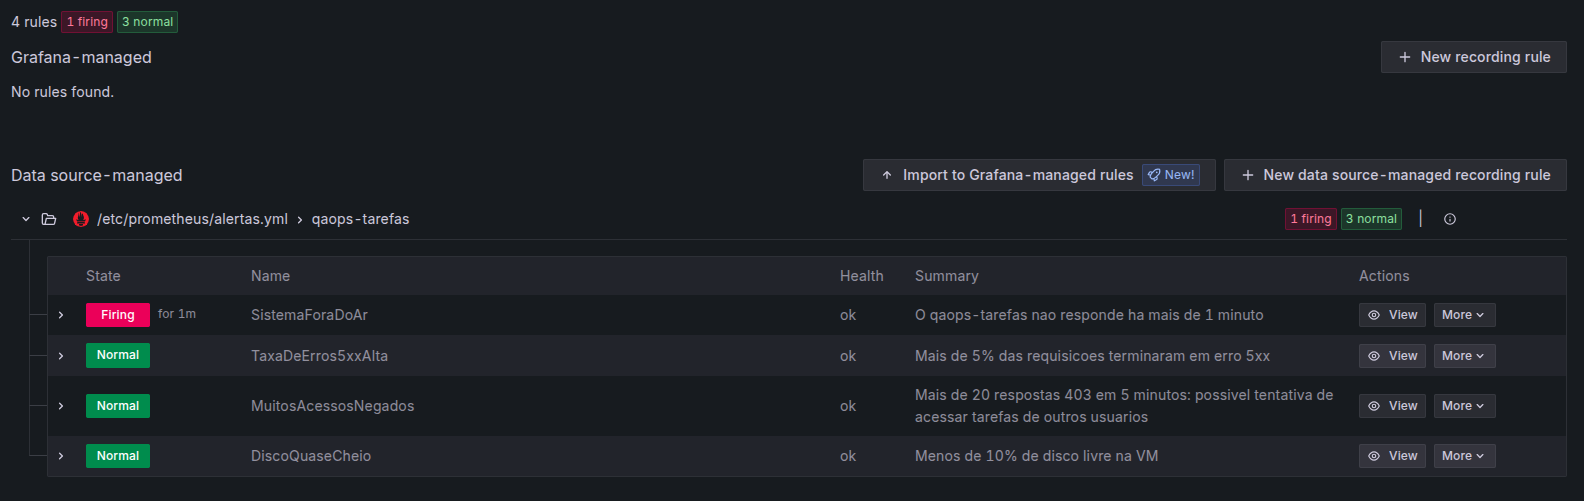 4 rules 1 firing 3 normal
Grafana-managed
+ New recording rule
No rules found.
Data source-managed
Import to Grafana-managed rules New!
+ New data source-managed recording rule
/etc/prometheus/alertas.yml > qaops-tarefas 1 firing 3 normal
State Name Health Summary Actions
Firing for 1m SistemaForaDoAr ok O qaops-tarefas nao responde ha mais de 1 minuto View More
Normal TaxaDeErros5xxAlta ok Mais de 5% das requisicoes terminaram em erro 5xx View More
Normal MuitosAcessosNegados ok Mais de 20 respostas 403 em 5 minutos: possivel tentativa de
acessar tarefas de outros usuarios View More
Normal DiscoQuaseCheio ok Menos de 10% de disco livre na VM View More